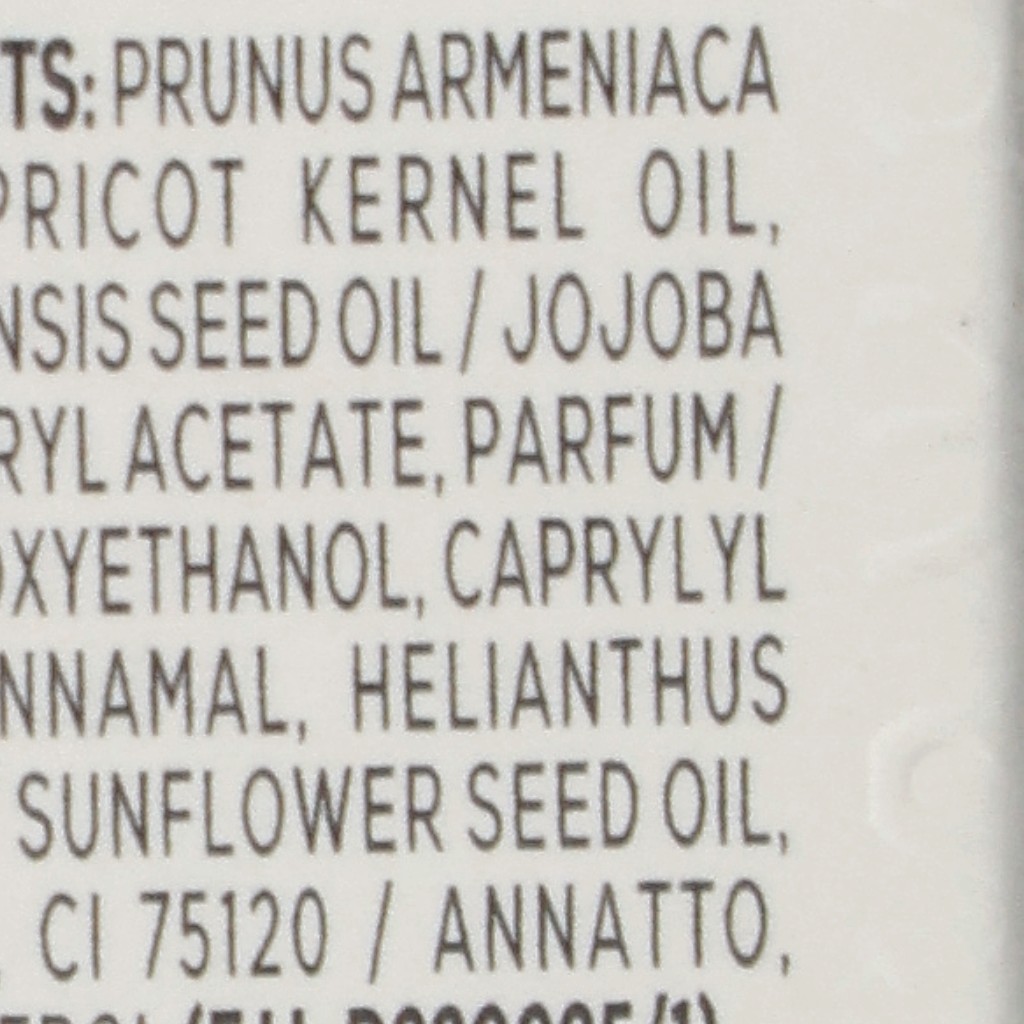 TS: PRUNUS ARMENIACA
PRICOT KERNEL OIL,
NSIS SEED OIL / JOJOBA
RYL ACETATE, PARFUM /
OXYETHANOL, CAPRYLYL
NNAMAL, HELIANTHUS
SUNFLOWER SEED OIL,
CI 75120 / ANNATTO,